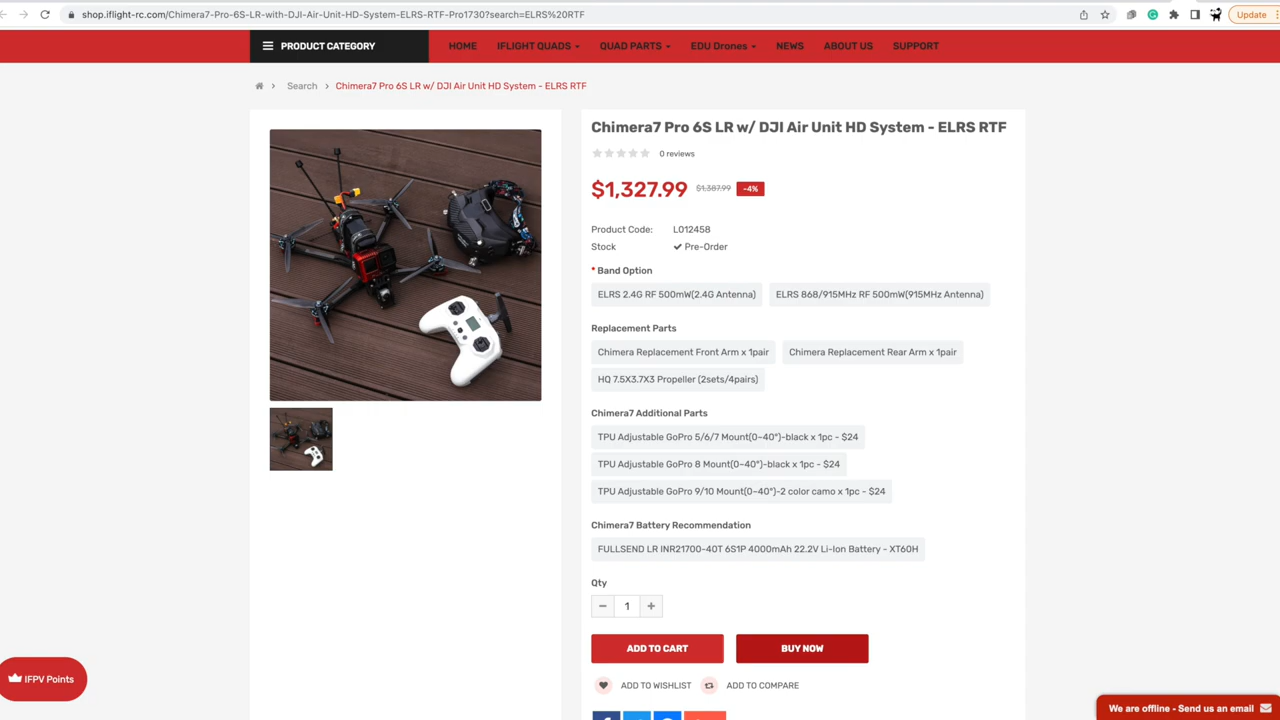 shop.iflight-rc.com/Chimera7-Pro-6S-LR-with-DJI-Air-Unit-HD-System-ELRS-RTF-Pro1730?search=ELRS%20RTF
Update
PRODUCT CATEGORY
HOME
IFLIGHT QUADS
QUAD PARTS
EDU Drones
NEWS
ABOUT US
SUPPORT
Search
Chimera7 Pro 6S LR w/ DJI Air Unit HD System - ELRS RTF
Chimera7 Pro 6S LR w/ DJI Air Unit HD System - ELRS RTF
0 reviews
$1,327.99 $1,387.99 -4%
Product Code: L012458
Stock Pre-Order
* Band Option
ELRS 2.4G RF 500mW(2.4G Antenna) ELRS 868/915MHz RF 500mW(915MHz Antenna)
Replacement Parts
Chimera Replacement Front Arm x 1pair Chimera Replacement Rear Arm x 1pair
HQ 7.5X3.7X3 Propeller (2sets/4pairs)
Chimera7 Additional Parts
TPU Adjustable GoPro 5/6/7 Mount(0~40°)-black x 1pc - $24
TPU Adjustable GoPro 8 Mount(0~40°)-black x 1pc - $24
TPU Adjustable GoPro 9/10 Mount(0~40°)-2 color camo x 1pc - $24
Chimera7 Battery Recommendation
FULLSEND LR INR21700-40T 6S1P 4000mAh 22.2V Li-Ion Battery - XT60H
Qty
− 1 +
ADD TO CART BUY NOW
ADD TO WISHLIST ADD TO COMPARE
IFPV Points
We are offline - Send us an email